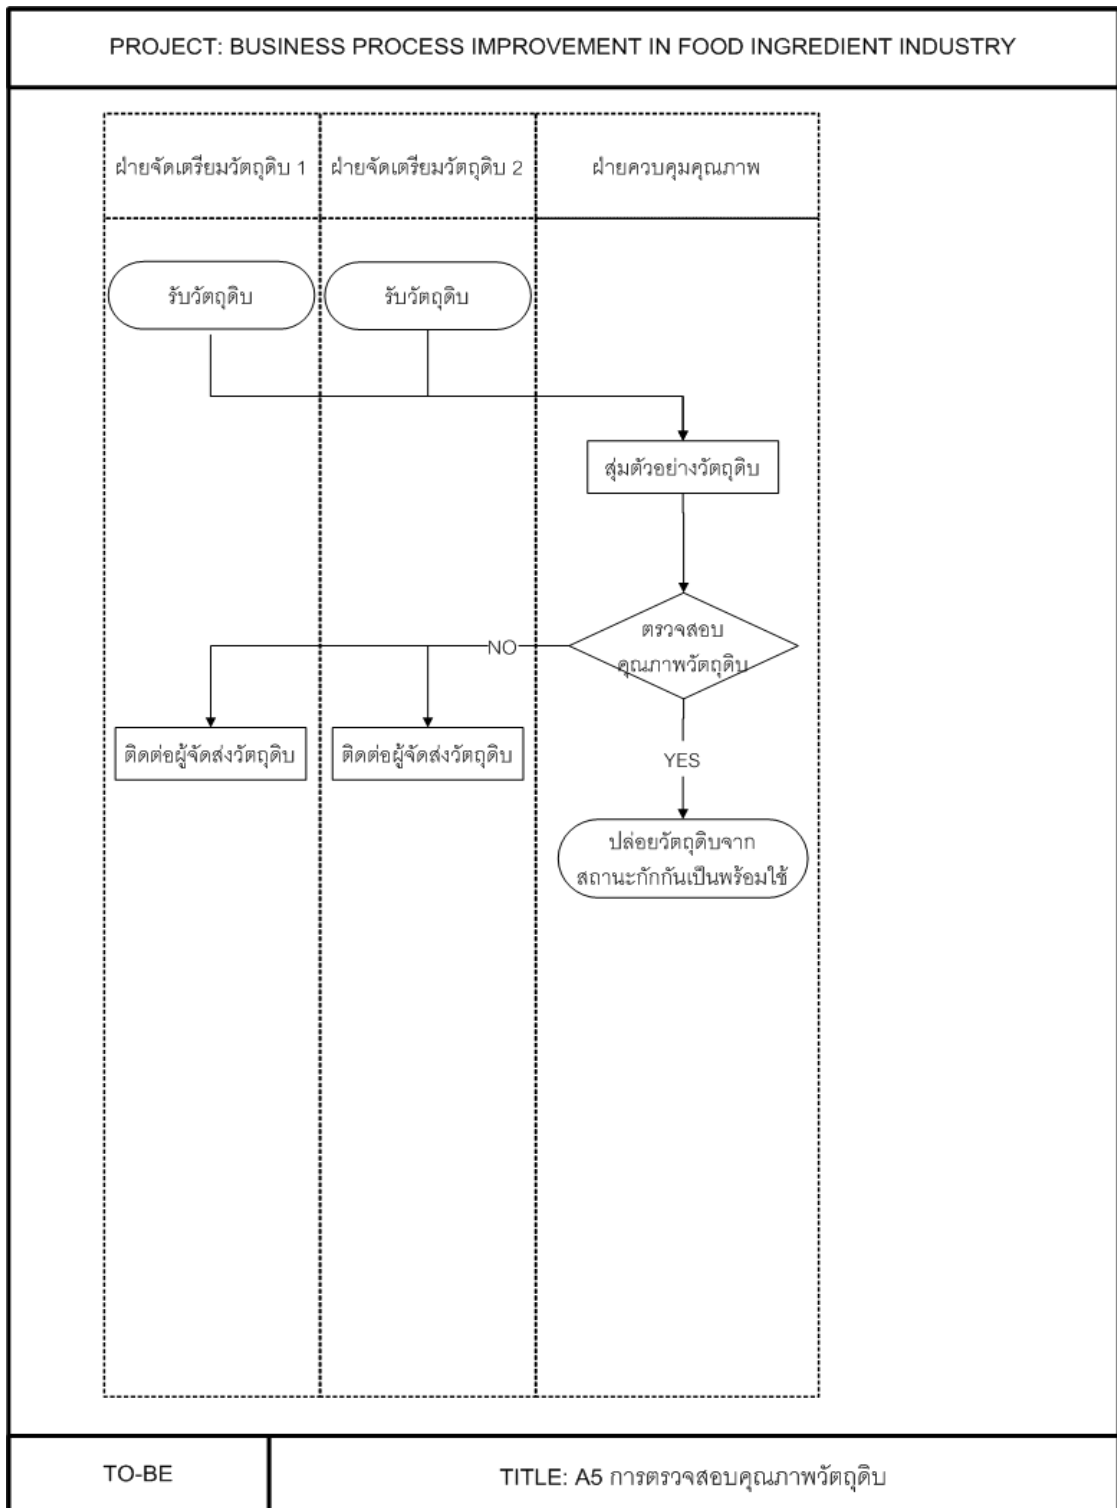 PROJECT: BUSINESS PROCESS IMPROVEMENT IN FOOD INGREDIENT INDUSTRY
ฝ่ายจัดเตรียมวัตถุดิบ 1
ฝ่ายจัดเตรียมวัตถุดิบ 2
ฝ่ายควบคุมคุณภาพ
รับวัตถุดิบ
รับวัตถุดิบ
สุ่มตัวอย่างวัตถุดิบ
ตรวจสอบ
คุณภาพวัตถุดิบ
NO
ติดต่อผู้จัดส่งวัตถุดิบ
ติดต่อผู้จัดส่งวัตถุดิบ
YES
ปล่อยวัตถุดิบจาก
สถานะกักกันเป็นพร้อมใช้
TO-BE
TITLE: A5 การตรวจสอบคุณภาพวัตถุดิบ